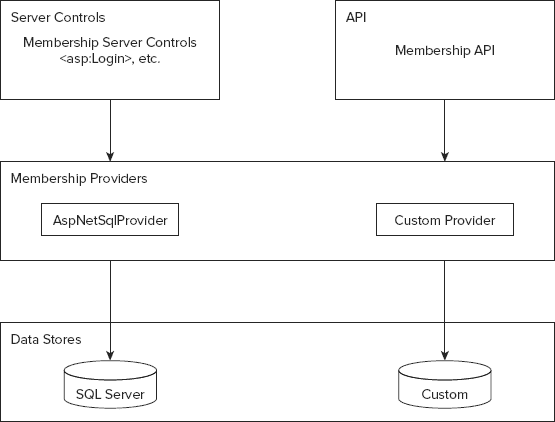 Server Controls
Membership Server Controls
<asp:Login>, etc.
API
Membership API
Membership Providers
AspNetSqlProvider
Custom Provider
Data Stores
SQL Server
Custom